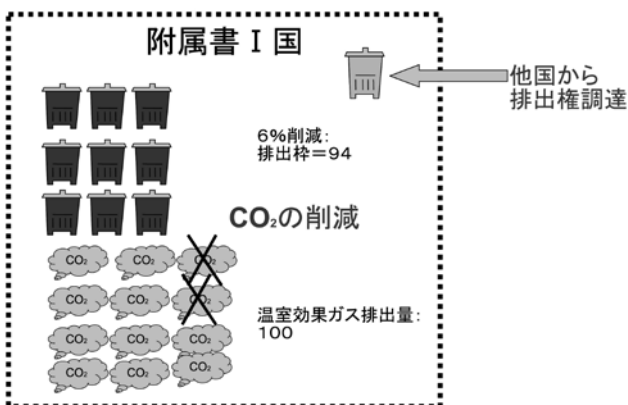 附属書Ⅰ国
他国から
排出権調達
6%削減:
排出枠=94
CO₂の削減
CO₂ CO₂ CO₂
CO₂ CO₂ CO₂
温室効果ガス排出量:
100
CO₂ CO₂ CO₂
CO₂ CO₂ CO₂